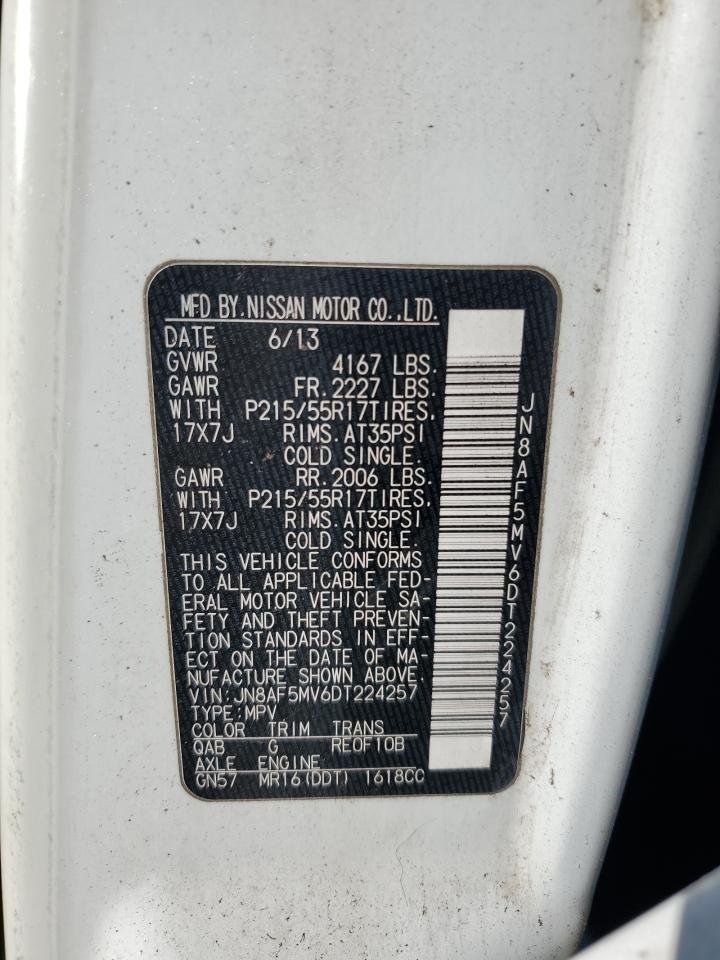 MFD BY.NISSAN MOTOR CO.,LTD.
DATE 6/13
GVWR 4167 LBS.
GAWR FR.2227 LBS.
WITH P215/55R17TIRES.
17X7J RIMS.AT35PSI
COLD SINGLE.
GAWR RR.2006 LBS.
WITH P215/55R17TIRES.
17X7J RIMS.AT35PSI
COLD SINGLE.
THIS VEHICLE CONFORMS
TO ALL APPLICABLE FED-
ERAL MOTOR VEHICLE SA-
FETY AND THEFT PREVEN-
TION STANDARDS IN EFF-
ECT ON THE DATE OF MA-
NUFACTURE SHOWN ABOVE.
VIN:JN8AF5MV6DT224257
TYPE:MPV
COLOR TRIM TRANS
QAB G RE0F10B
AXLE ENGINE
GN57 MR16(DDT) 1618CC
JN8AF5MV6DT224257